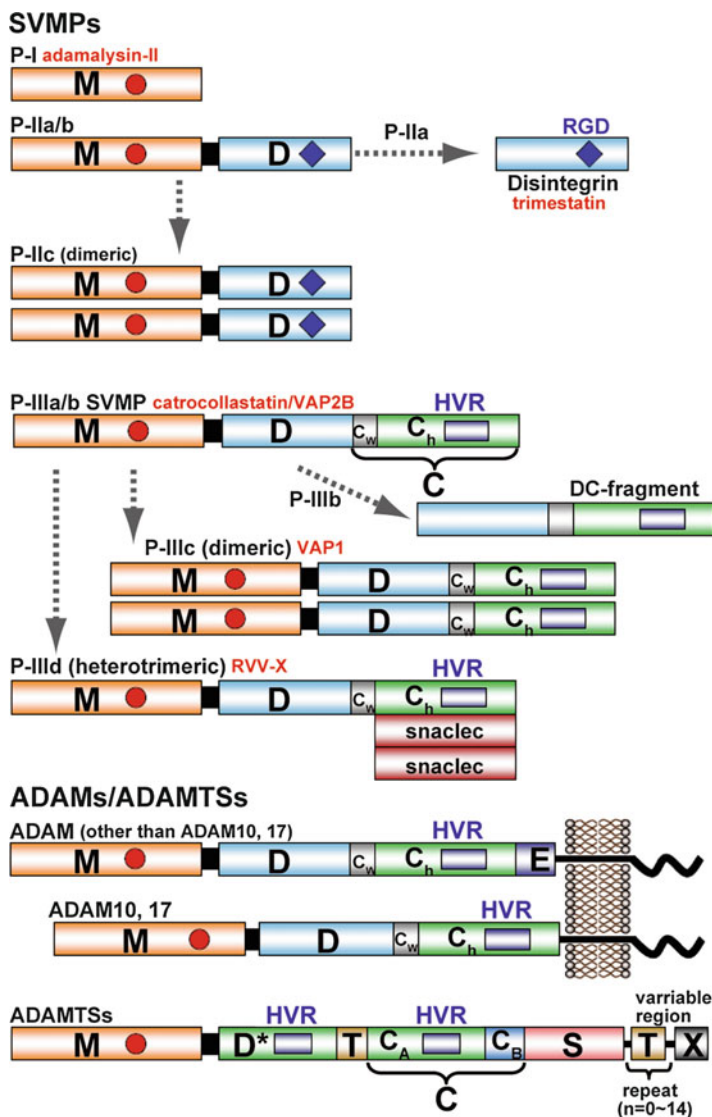 SVMPs
P-I adamalysin-II
M
P-IIa/b
M D
P-IIa
RGD
Disintegrin
trimestatin
P-IIc (dimeric)
M D
M D
P-IIIa/b SVMP catrocollastatin/VAP2B HVR
M D Cw Ch
C
P-IIIb
DC-fragment
P-IIIc (dimeric) VAP1
M D Cw Ch
M D Cw Ch
P-IIId (heterotrimeric) RVV-X HVR
M D Cw Ch
snaclec
snaclec
ADAMs/ADAMTSs
ADAM (other than ADAM10, 17) HVR
M D Cw Ch E
ADAM10, 17 HVR
M D Cw Ch
ADAMTSs HVR HVR varriable
region
M D* T CA CB S T X
C
repeat
(n=0~14)